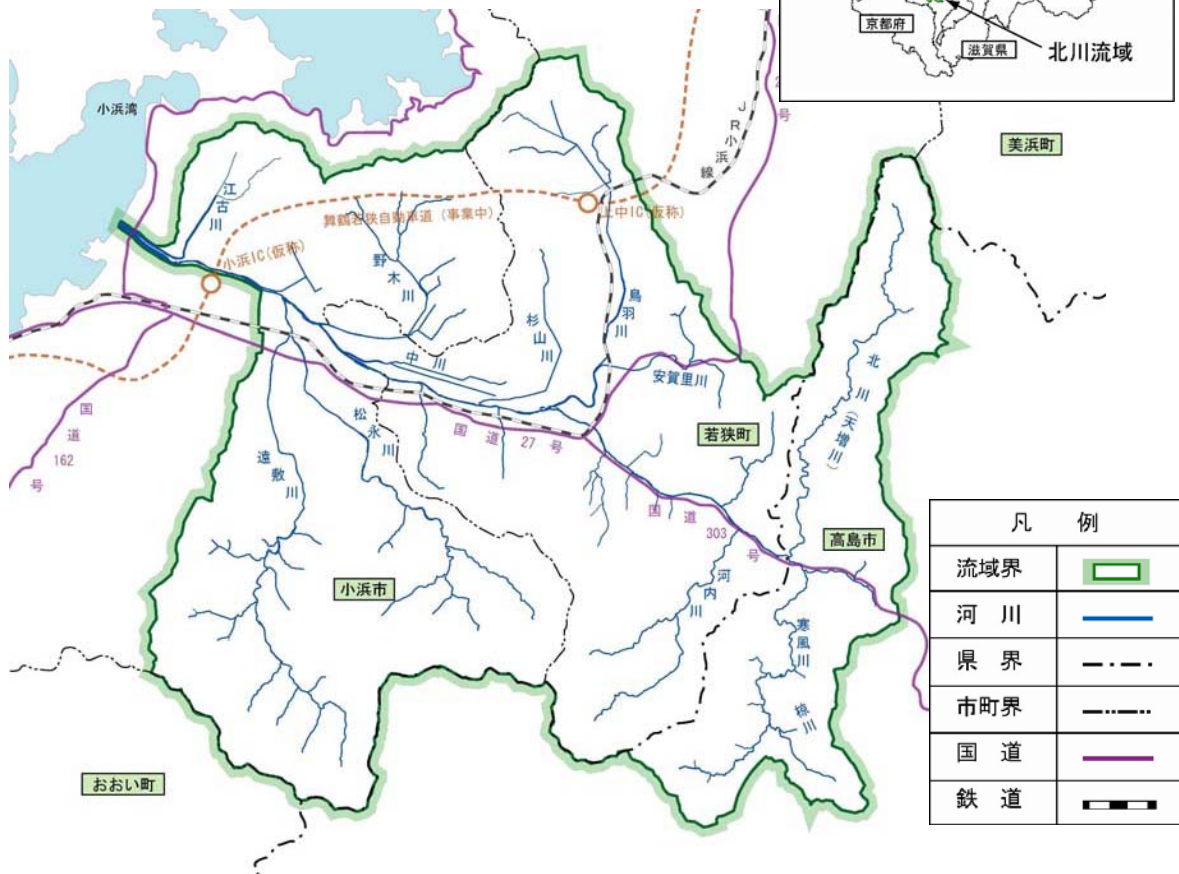 京都府
滋賀県
北川流域
小浜湾
JR小浜線
号
美浜町
江古川
舞鶴若狭自動車道（事業中）
上中IC(仮称)
小浜IC(仮称)
野木川
杉山川
鳥羽川
中川
安賀里川
北川（天増川）
国道162号
遠敷川
松永川
国道27号
若狭町
国道303号
高島市
小浜市
河内川
寒風川
椋川
おおい町
凡 例
流域界
河 川
県 界
市町界
国 道
鉄 道